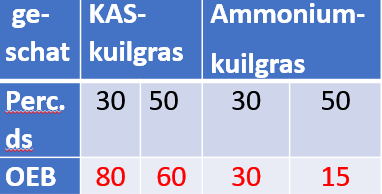 ge- KAS- Ammonium-
schat kuilgras kuilgras
Perc. 30 50 30 50
ds
OEB 80 60 30 15